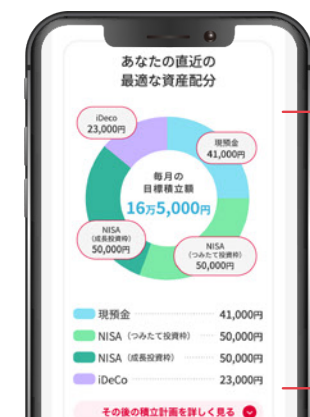 あなたの直近の
最適な資産配分
iDeco
23,000円
現預金
41,000円
毎月の
目標積立額
16万5,000円
NISA
（成長投資枠）
50,000円
NISA
（つみたて投資枠）
50,000円
現預金 41,000円
NISA（つみたて投資枠） 50,000円
NISA（成長投資枠） 50,000円
iDeCo 23,000円
その後の積立計画を詳しく見る